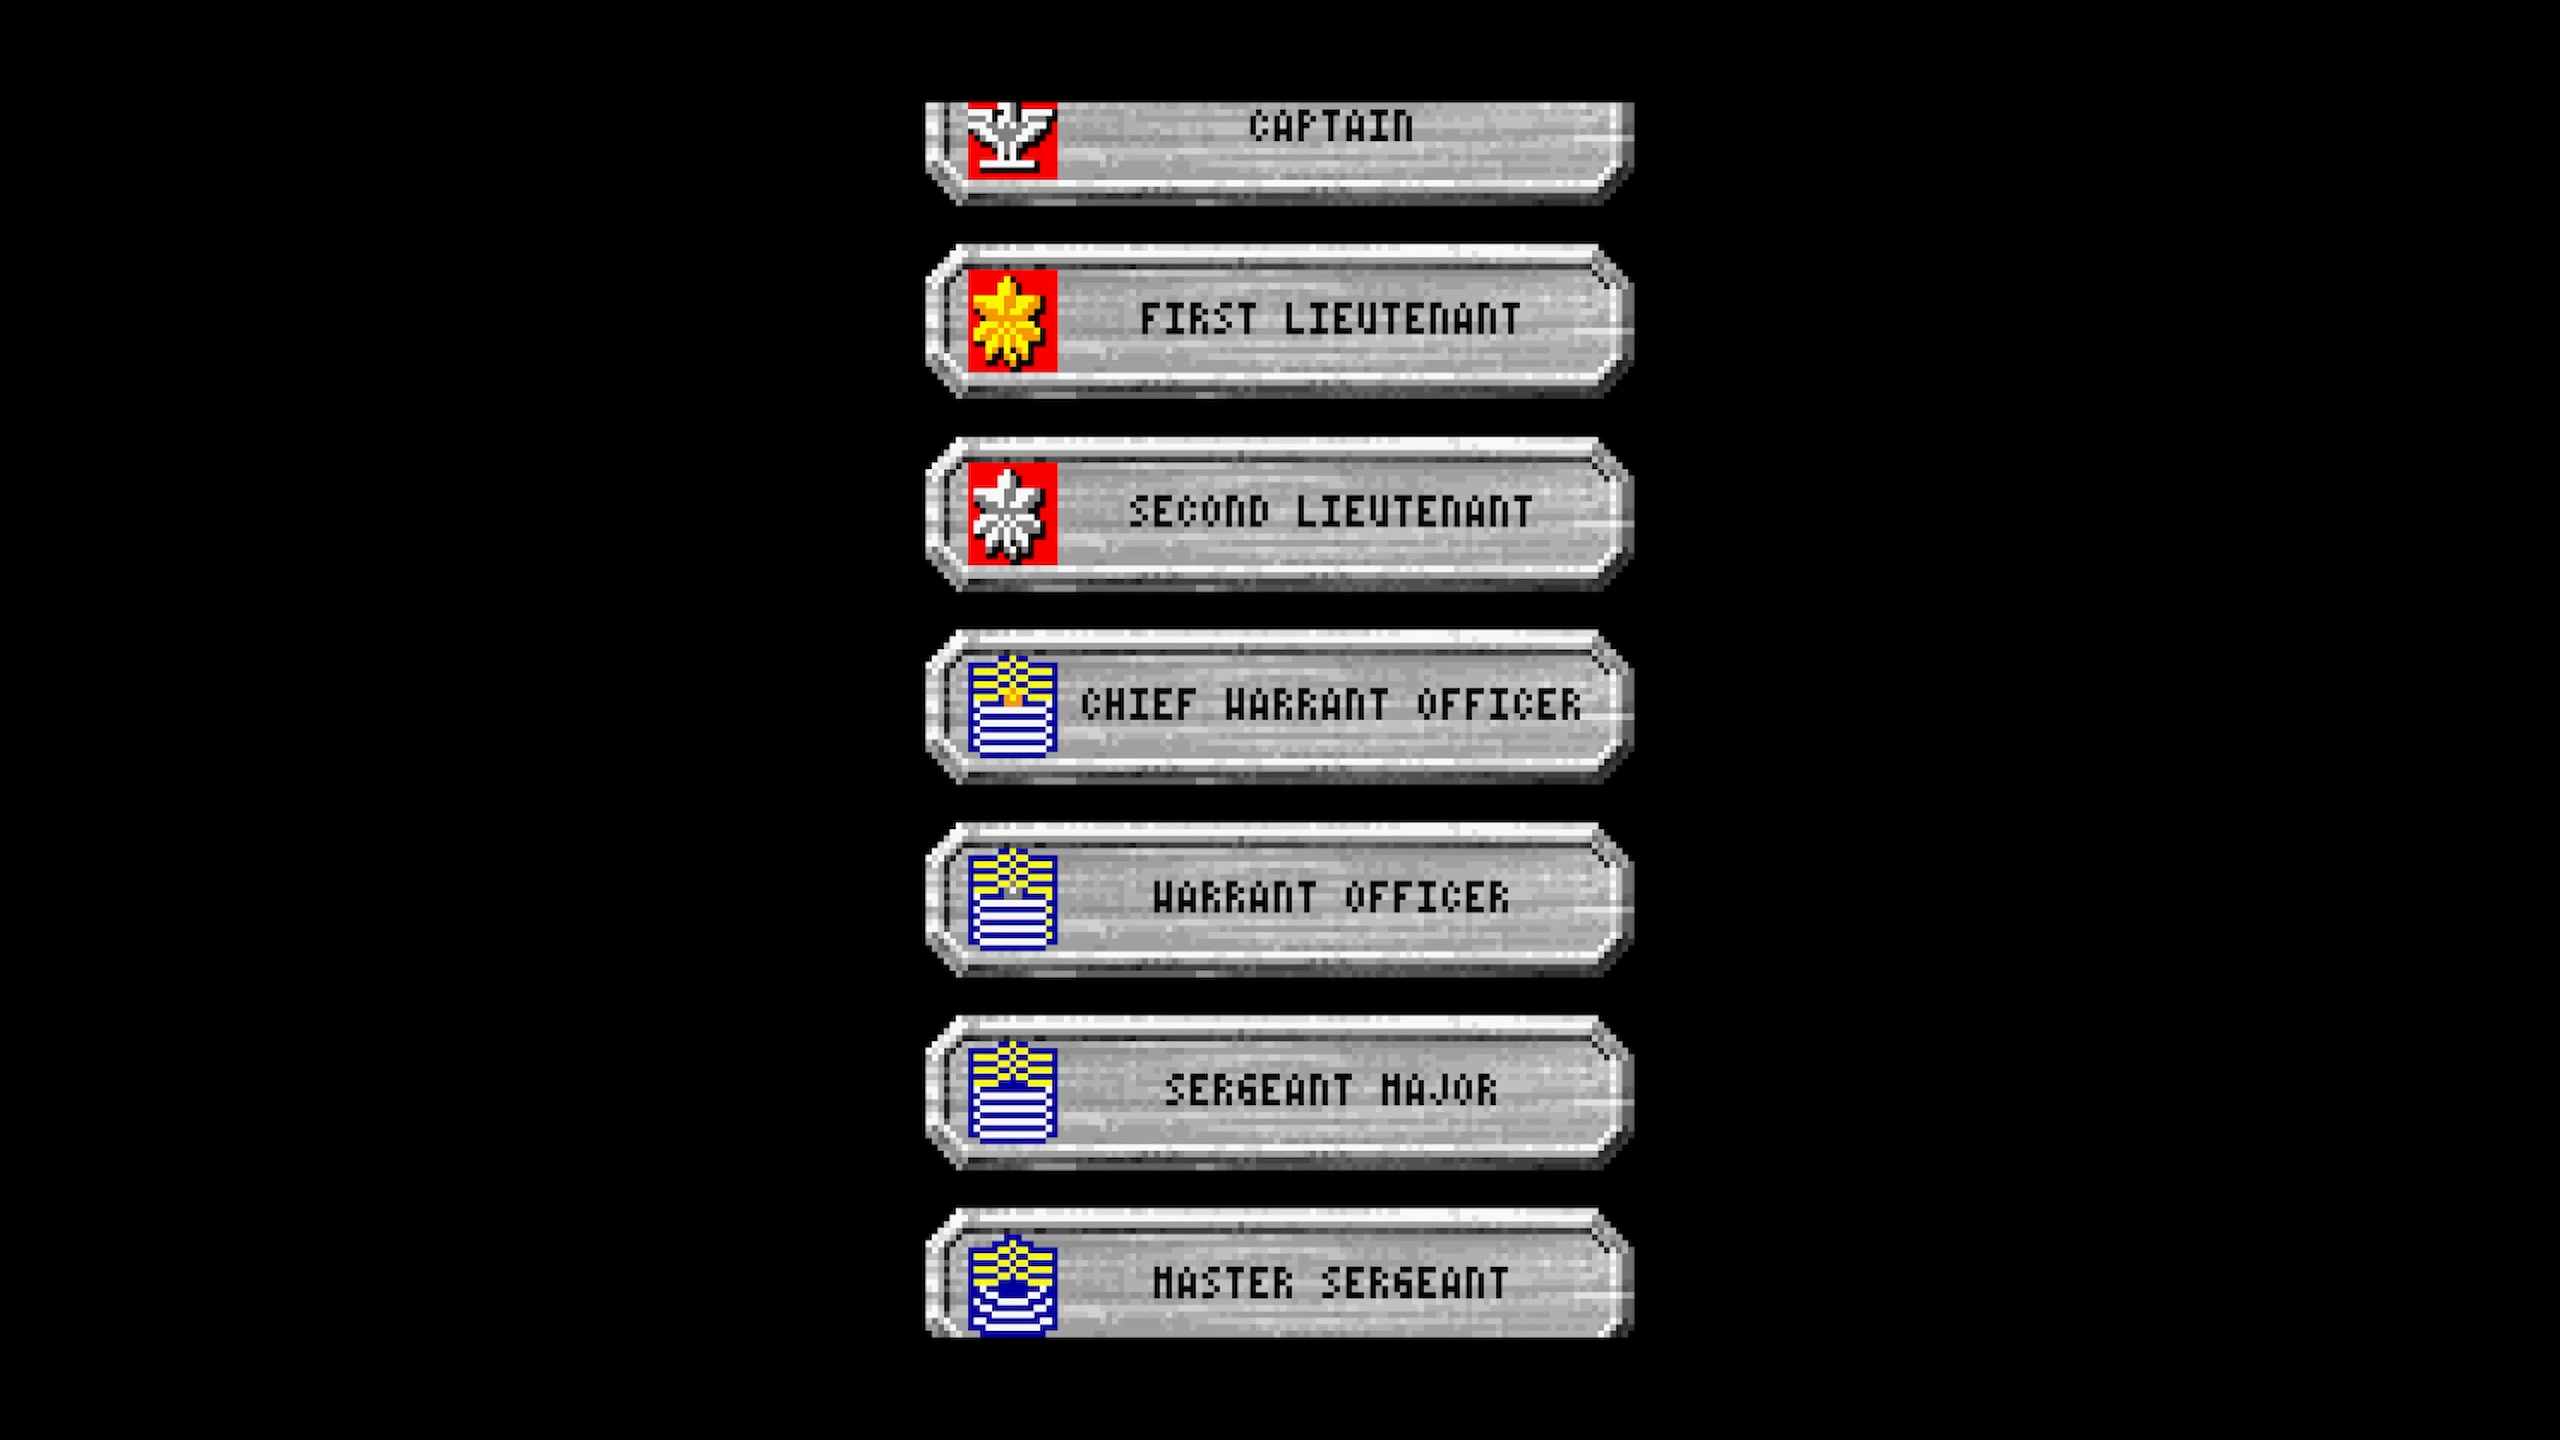 CAPTAIN
FIRST LIEUTENANT
SECOND LIEUTENANT
CHIEF WARRANT OFFICER
WARRANT OFFICER
SERGEANT MAJOR
MASTER SERGEANT